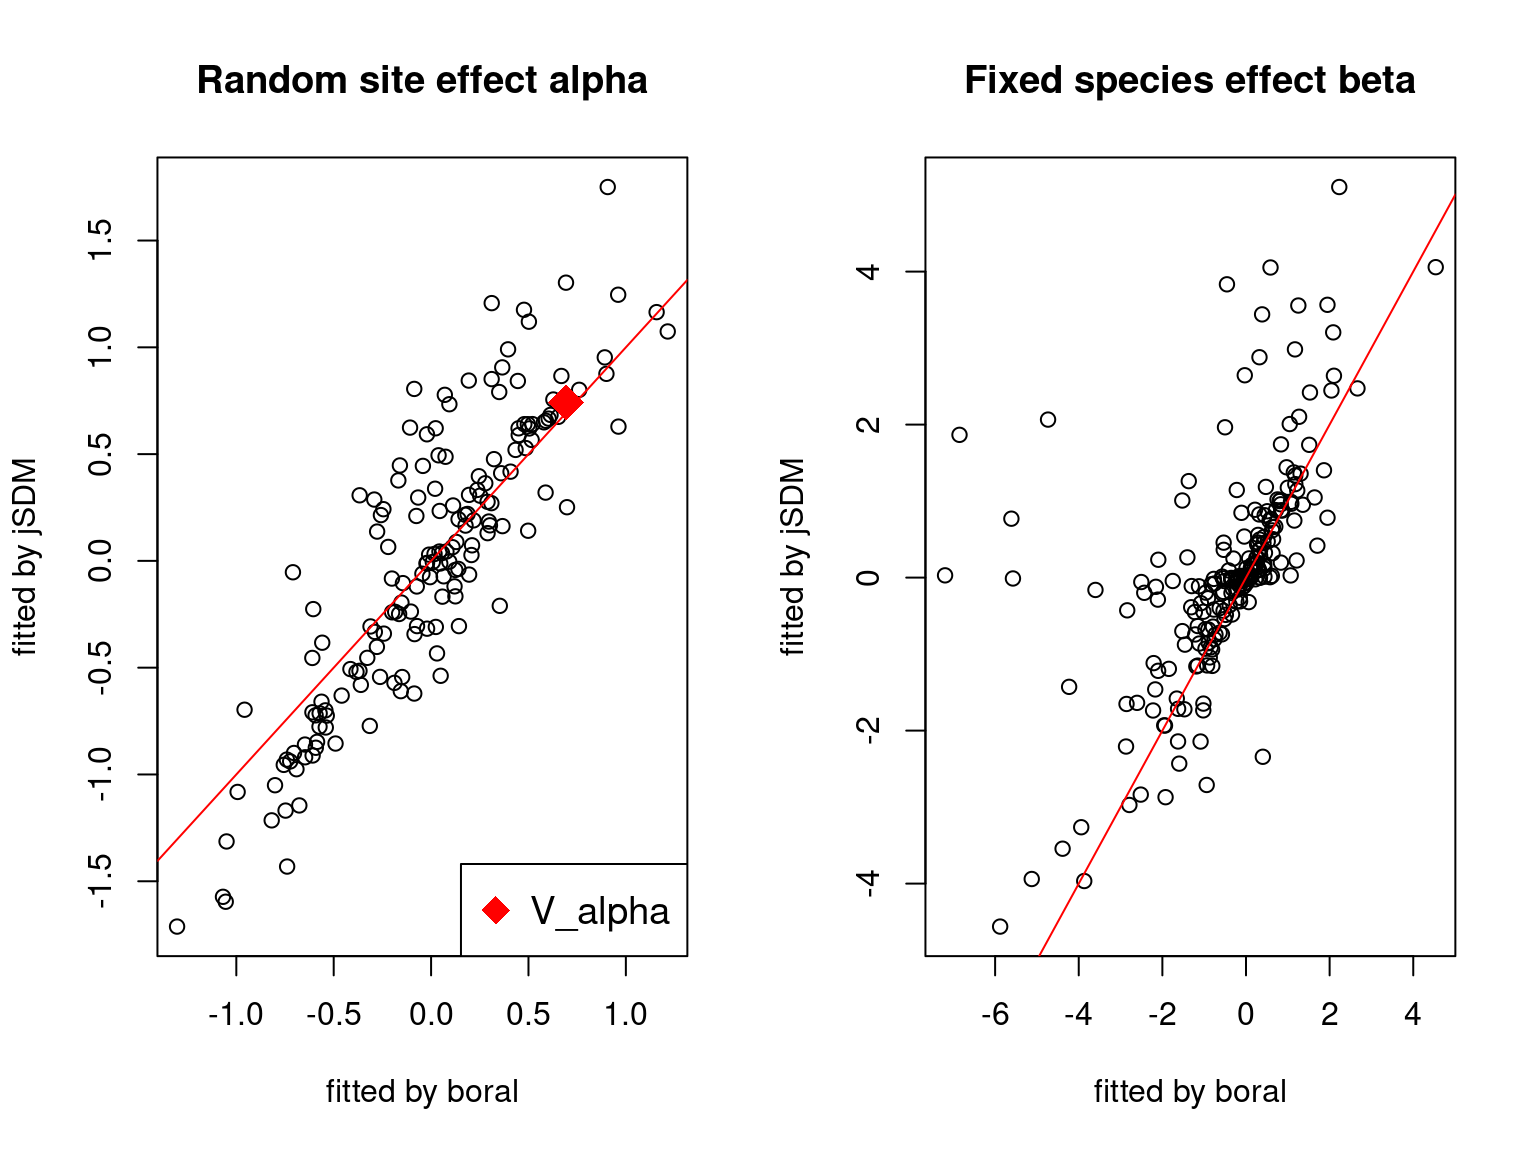 Random site effect alpha
fitted by jSDM
1.5
1.0
0.5
0.0
-0.5
-1.0
-1.5
V_alpha
-1.0 -0.5 0.0 0.5 1.0
fitted by boral
Fixed species effect beta
fitted by jSDM
4
2
0
-2
-4
-6 -4 -2 0 2 4
fitted by boral